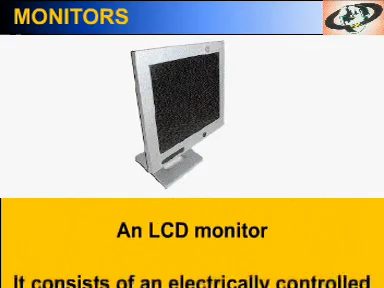 MONITORS
An LCD monitor
It consists of an electrically controlled